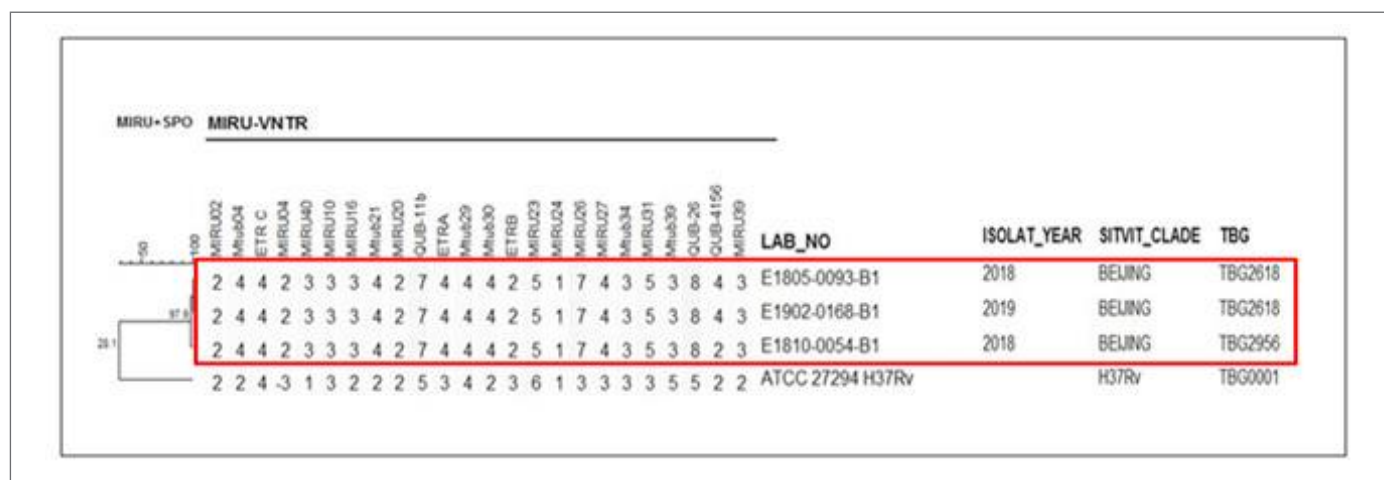 MIRU+SPO MIRU-VNTR
50 100 MIRU02 Mtub04 ETR C MIRU04 MIRU40 MIRU10 MIRU16 Mtub21 MIRU20 QUB-11b ETRA Mtub29 Mtub30 ETRB MIRU23 MIRU24 MIRU26 MIRU27 Mtub34 MIRU31 Mtub39 QUB-26 QUB-4156 MIRU39 LAB_NO ISOLAT_YEAR SITVIT_CLADE TBG
2 4 4 2 3 3 3 4 2 7 4 4 4 2 5 1 7 4 3 5 3 8 4 3 E1805-0093-B1 2018 BEIJING TBG2618
2 4 4 2 3 3 3 4 2 7 4 4 4 2 5 1 7 4 3 5 3 8 4 3 E1902-0168-B1 2019 BEIJING TBG2618
2 4 4 2 3 3 3 4 2 7 4 4 4 2 5 1 7 4 3 5 3 8 2 3 E1810-0054-B1 2018 BEIJING TBG2956
2 2 4 -3 1 3 2 2 2 5 3 4 2 3 6 1 3 3 3 3 5 5 2 2 ATCC 27294 H37Rv H37Rv TBG0001